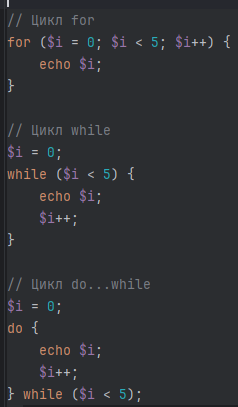 // Цикл for
for ($i = 0; $i < 5; $i++) {
    echo $i;
}

// Цикл while
$i = 0;
while ($i < 5) {
    echo $i;
    $i++;
}

// Цикл do...while
$i = 0;
do {
    echo $i;
    $i++;
} while ($i < 5);